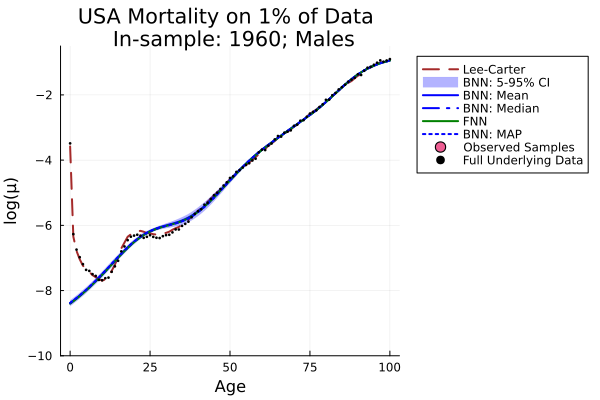 USA Mortality on 1% of Data
In-sample: 1960; Males
log(μ)
−2
−4
−6
−8
−10
0
25
50
75
100
Age
Lee-Carter
BNN: 5-95% CI
BNN: Mean
BNN: Median
FNN
BNN: MAP
Observed Samples
Full Underlying Data